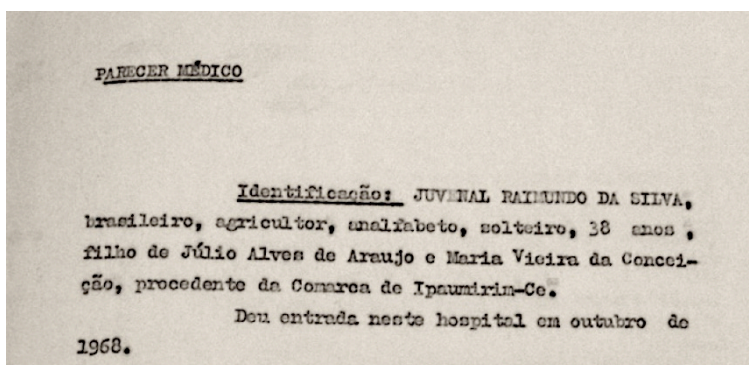 PARECER MÉDICO
Identificação: JUVENAL RAIMUNDO DA SILVA,
brasileiro, agricultor, analfabeto, solteiro, 38 anos,
filho de Júlio Alves de Araujo e Maria Vieira da Concei-
ção, procedente da Comarca de Ipaumirim-Ce.
Deu entrada neste hospital em outubro de
1968.